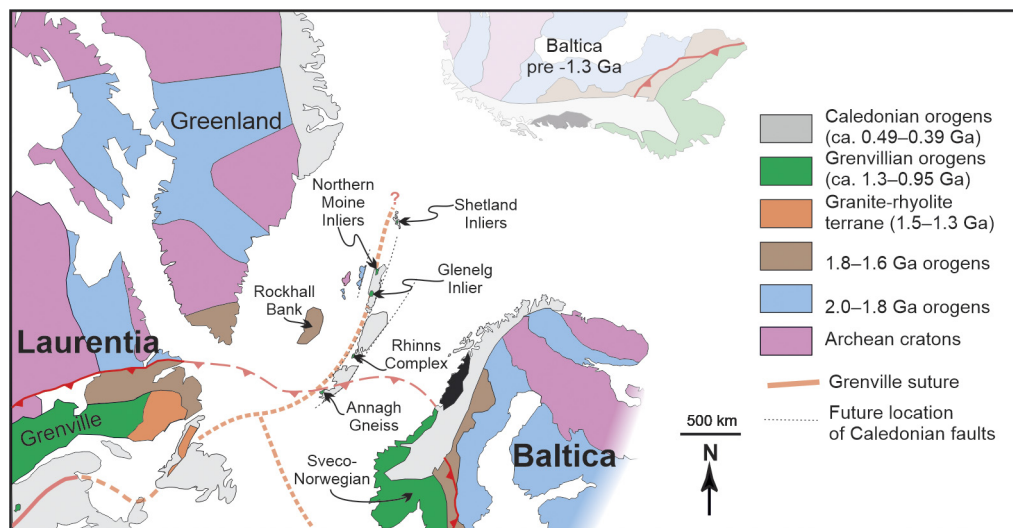 Baltica
pre -1.3 Ga
Greenland
Northern
Moine
Inliers
?
Shetland
Inliers
Glenelg
Inlier
Rockhall
Bank
Laurentia
Rhinns
Complex
Annagh
Gneiss
Grenville
Sveco-
Norwegian
Baltica
Caledonian orogens
(ca. 0.49–0.39 Ga)
Grenvillian orogens
(ca. 1.3–0.95 Ga)
Granite-rhyolite
terrane (1.5–1.3 Ga)
1.8–1.6 Ga orogens
2.0–1.8 Ga orogens
Archean cratons
Grenville suture
Future location
of Caledonian faults
500 km
N